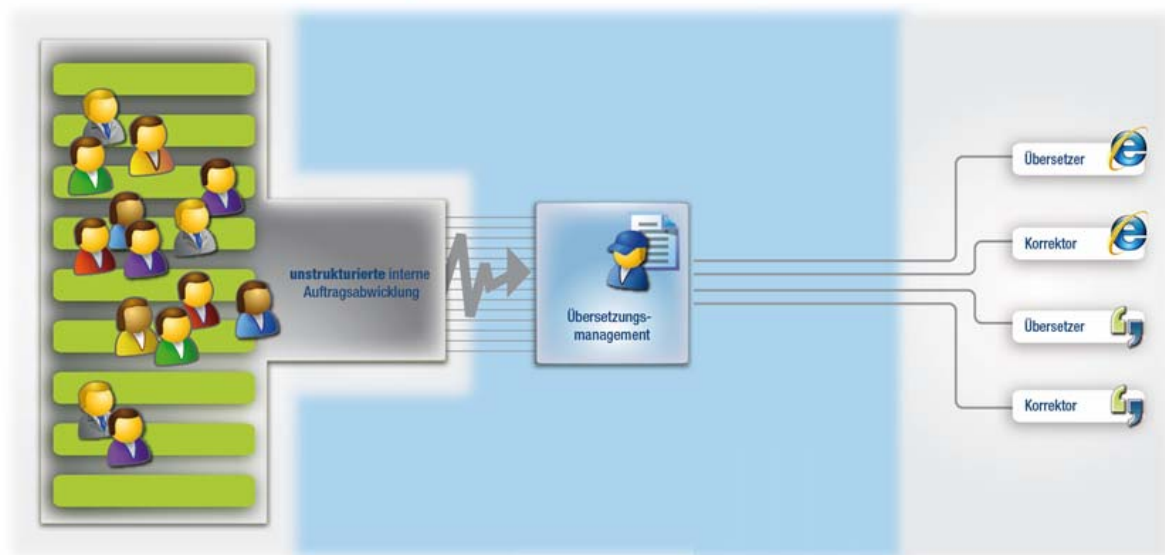 unstrukturierte interne
Auftragsabwicklung
Übersetzungs-
management
Übersetzer
Korrektor
Übersetzer
Korrektor